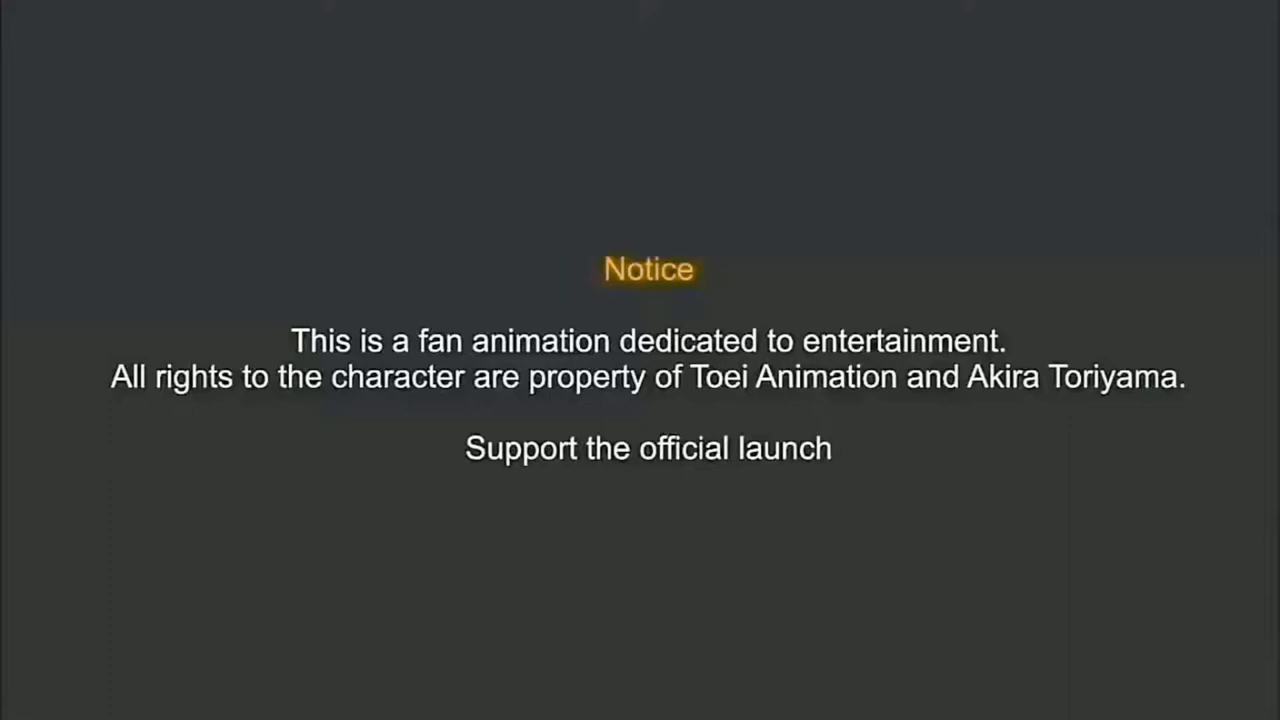 Notice
This is a fan animation dedicated to entertainment.
All rights to the character are property of Toei Animation and Akira Toriyama.
Support the official launch